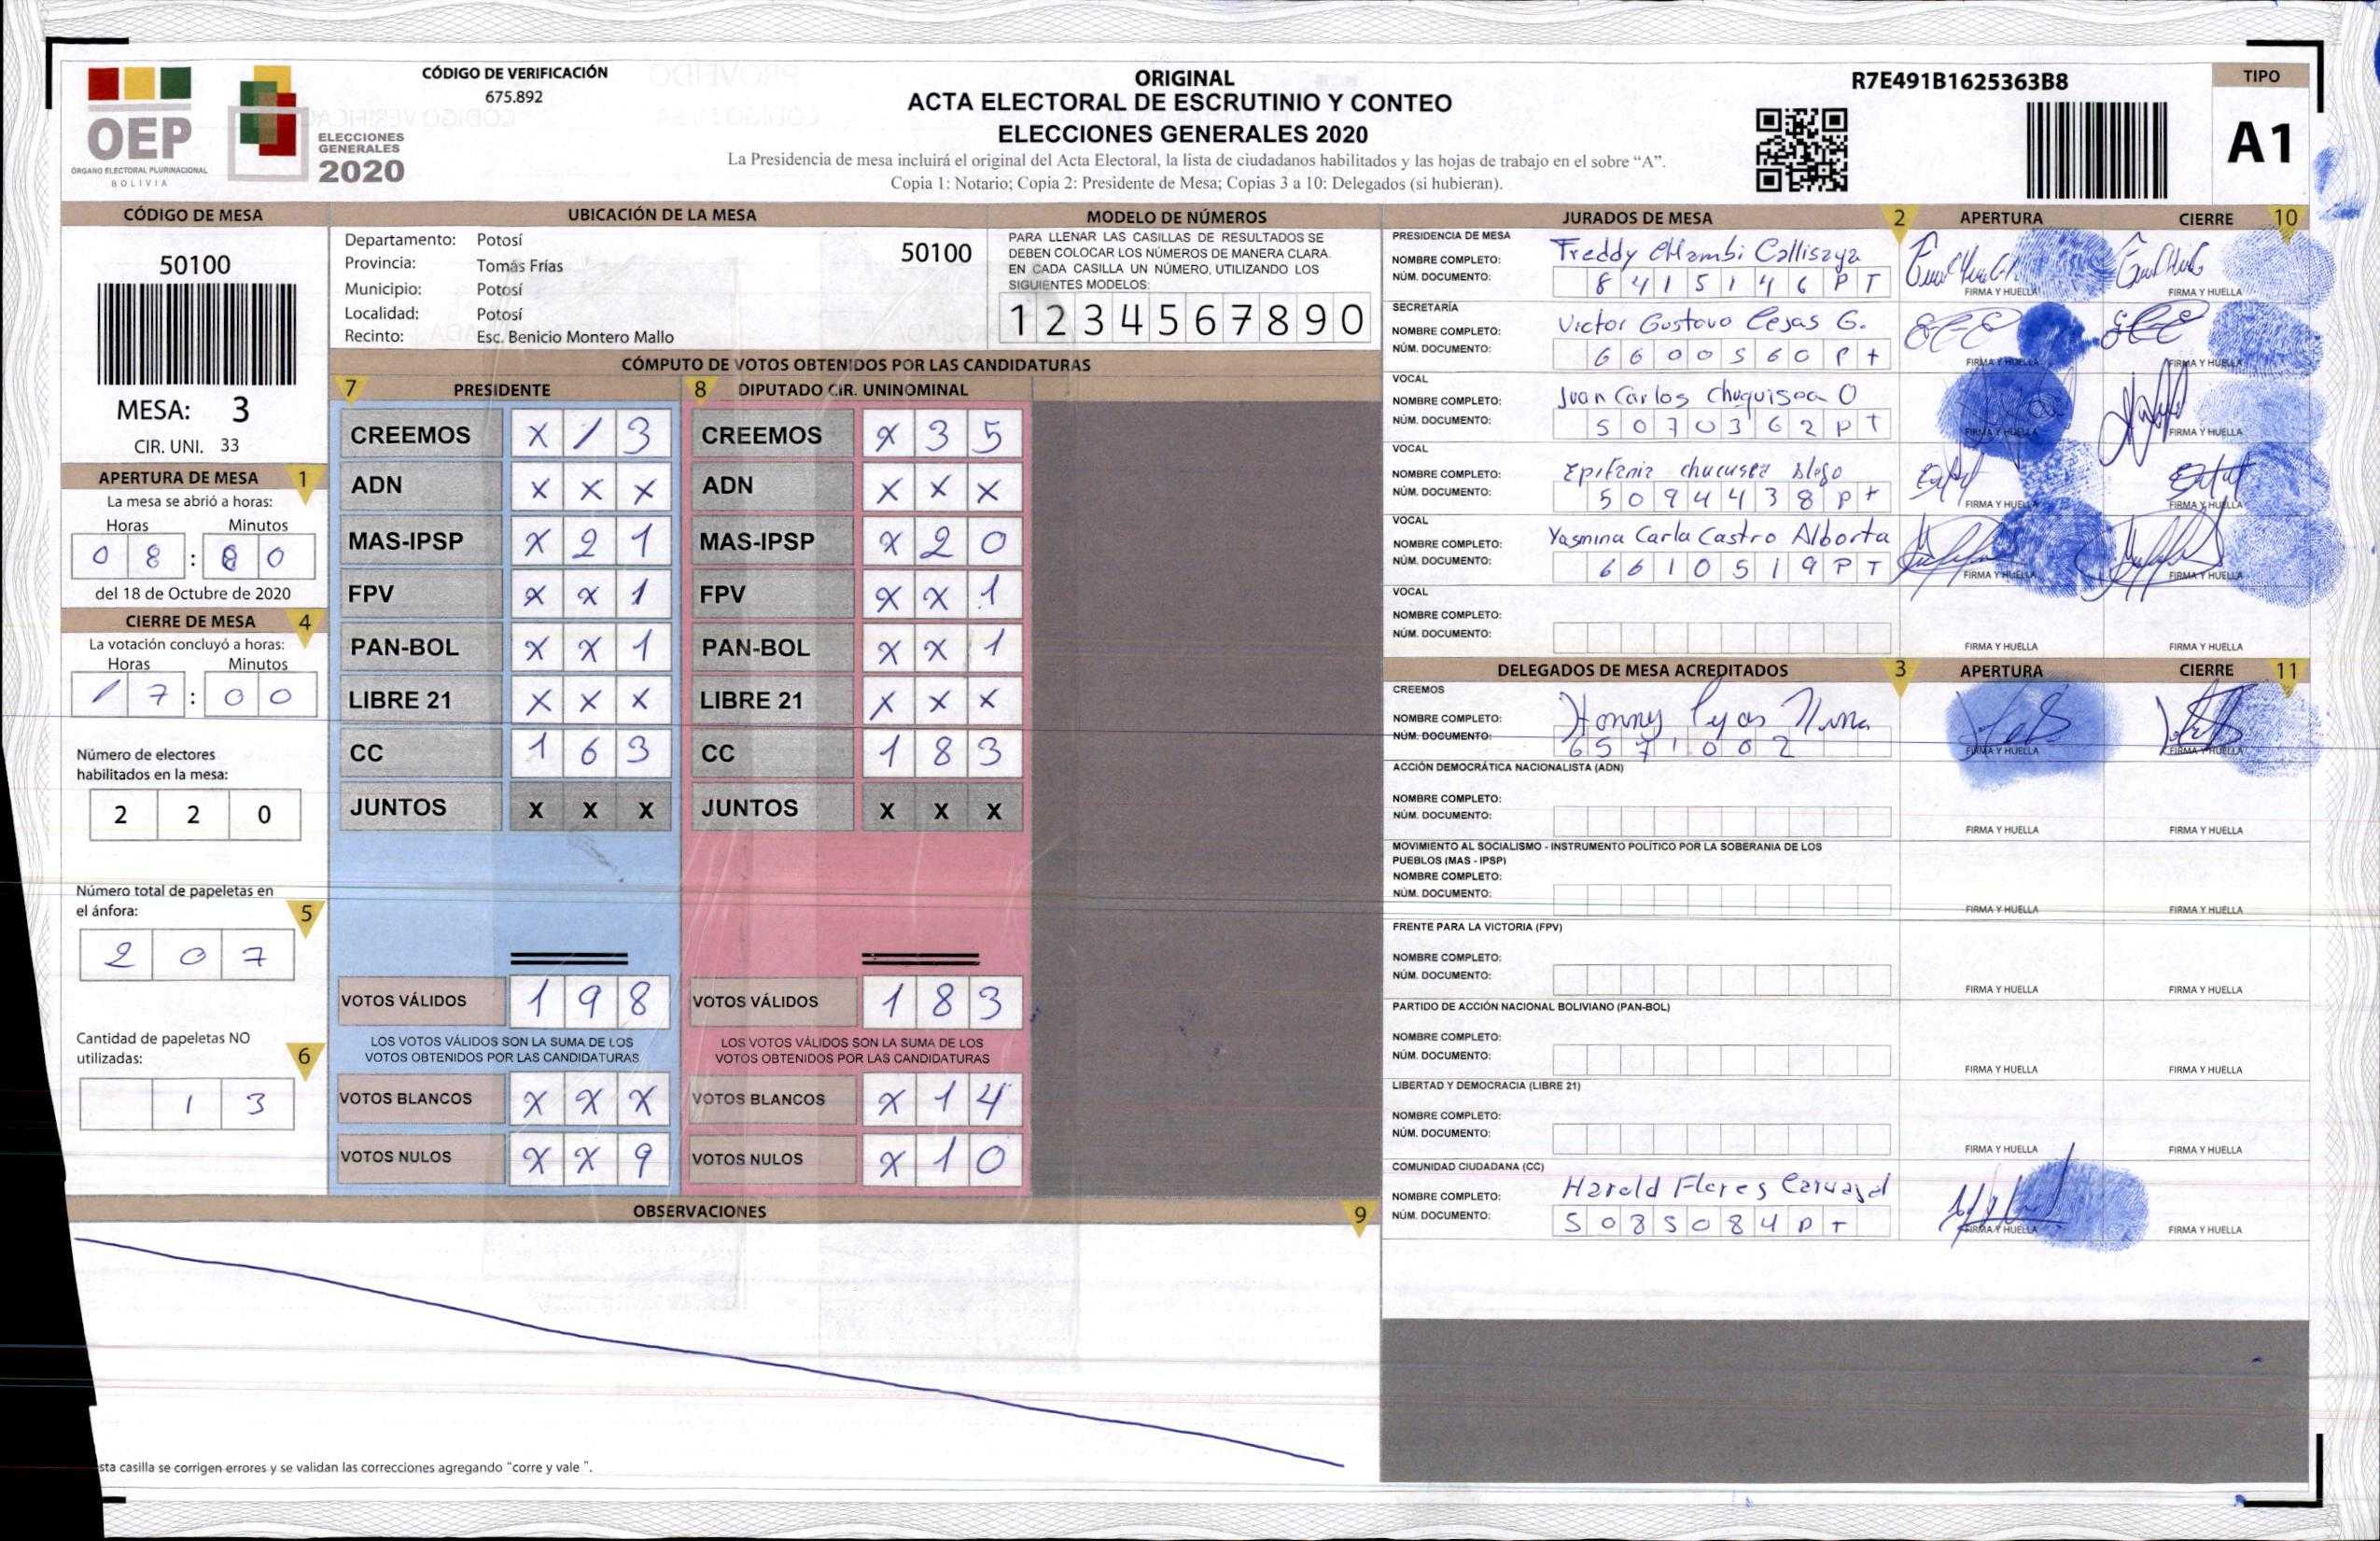 CÓDIGO DE VERIFICACIÓN
675.892
OEP
ÓRGANO ELECTORAL PLURINACIONAL
BOLIVIA
ELECCIONES
GENERALES
2020
ORIGINAL
ACTA ELECTORAL DE ESCRUTINIO Y CONTEO
ELECCIONES GENERALES 2020
La Presidencia de mesa incluirá el original del Acta Electoral, la lista de ciudadanos habilitados y las hojas de trabajo en el sobre “A”.
Copia 1: Notario; Copia 2: Presidente de Mesa; Copias 3 a 10: Delegados (si hubieran).
R7E491B1625363B8
TIPO
A1
CÓDIGO DE MESA
50100
MESA: 3
CIR. UNI. 33
APERTURA DE MESA 1
La mesa se abrió a horas:
Horas Minutos
0 8 : 0 0
del 18 de Octubre de 2020
CIERRE DE MESA 4
La votación concluyó a horas:
Horas Minutos
1 7 : 0 0
Número de electores
habilitados en la mesa:
2 2 0
Número total de papeletas en
el ánfora: 5
2 0 7
Cantidad de papeletas NO
utilizadas: 6
1 3
UBICACIÓN DE LA MESA
Departamento: Potosí 50100
Provincia: Tomás Frías
Municipio: Potosí
Localidad: Potosí
Recinto: Esc. Benicio Montero Mallo
MODELO DE NÚMEROS
PARA LLENAR LAS CASILLAS DE RESULTADOS SE
DEBEN COLOCAR LOS NÚMEROS DE MANERA CLARA.
EN CADA CASILLA UN NÚMERO, UTILIZANDO LOS
SIGUIENTES MODELOS:
1 2 3 4 5 6 7 8 9 0
CÓMPUTO DE VOTOS OBTENIDOS POR LAS CANDIDATURAS
7 PRESIDENTE 8 DIPUTADO CIR. UNINOMINAL
CREEMOS X 1 3 CREEMOS X 3 5
ADN X X X ADN X X X
MAS-IPSP X 2 1 MAS-IPSP X 2 0
FPV X X 1 FPV X X 1
PAN-BOL X X 1 PAN-BOL X X 1
LIBRE 21 X X X LIBRE 21 X X X
CC 1 6 3 CC 1 8 3
JUNTOS X X X JUNTOS X X X
VOTOS VÁLIDOS 1 9 8 VOTOS VÁLIDOS 1 8 3
LOS VOTOS VÁLIDOS SON LA SUMA DE LOS LOS VOTOS VÁLIDOS SON LA SUMA DE LOS
VOTOS OBTENIDOS POR LAS CANDIDATURAS VOTOS OBTENIDOS POR LAS CANDIDATURAS
VOTOS BLANCOS X X X VOTOS BLANCOS X 1 4
VOTOS NULOS X X 9 VOTOS NULOS X 1 0
OBSERVACIONES 9
sta casilla se corrigen errores y se validan las correcciones agregando “corre y vale ”.
JURADOS DE MESA 2 APERTURA CIERRE 10
PRESIDENCIA DE MESA
NOMBRE COMPLETO: Freddy Mambi Callisaya
NÚM. DOCUMENTO: 8 4 1 5 1 4 6 P T
FIRMA Y HUELLA FIRMA Y HUELLA
SECRETARÍA
NOMBRE COMPLETO: Victor Gustavo Cejas G.
NÚM. DOCUMENTO: 6 6 0 0 5 6 0 P t
FIRMA Y HUELLA FIRMA Y HUELLA
VOCAL
NOMBRE COMPLETO: Juan Carlos Chuquisea O
NÚM. DOCUMENTO: 5 0 7 0 3 6 2 P T
FIRMA Y HUELLA FIRMA Y HUELLA
VOCAL
NOMBRE COMPLETO: Epifania chucusea
NÚM. DOCUMENTO: 5 0 9 4 4 3 8 P t
FIRMA Y HUELLA FIRMA Y HUELLA
VOCAL
NOMBRE COMPLETO: Yasmina Carla Castro Alborta
NÚM. DOCUMENTO: 6 6 1 0 5 1 9 P T
FIRMA Y HUELLA FIRMA Y HUELLA
VOCAL
NOMBRE COMPLETO:
NÚM. DOCUMENTO:
FIRMA Y HUELLA FIRMA Y HUELLA
DELEGADOS DE MESA ACREDITADOS 3 APERTURA CIERRE 11
CREEMOS
NOMBRE COMPLETO:
NÚM. DOCUMENTO: 6 5 7 1 0 0 2
FIRMA Y HUELLA FIRMA Y HUELLA
ACCIÓN DEMOCRÁTICA NACIONALISTA (ADN)
NOMBRE COMPLETO:
NÚM. DOCUMENTO:
FIRMA Y HUELLA FIRMA Y HUELLA
MOVIMIENTO AL SOCIALISMO - INSTRUMENTO POLÍTICO POR LA SOBERANIA DE LOS
PUEBLOS (MAS - IPSP)
NOMBRE COMPLETO:
NÚM. DOCUMENTO:
FIRMA Y HUELLA FIRMA Y HUELLA
FRENTE PARA LA VICTORIA (FPV)
NOMBRE COMPLETO:
NÚM. DOCUMENTO:
FIRMA Y HUELLA FIRMA Y HUELLA
PARTIDO DE ACCIÓN NACIONAL BOLIVIANO (PAN-BOL)
NOMBRE COMPLETO:
NÚM. DOCUMENTO:
FIRMA Y HUELLA FIRMA Y HUELLA
LIBERTAD Y DEMOCRACIA (LIBRE 21)
NOMBRE COMPLETO:
NÚM. DOCUMENTO:
FIRMA Y HUELLA FIRMA Y HUELLA
COMUNIDAD CIUDADANA (CC)
NOMBRE COMPLETO: Harold Flores Carvajal
NÚM. DOCUMENTO: 5 0 8 5 0 8 4 P T
FIRMA Y HUELLA FIRMA Y HUELLA